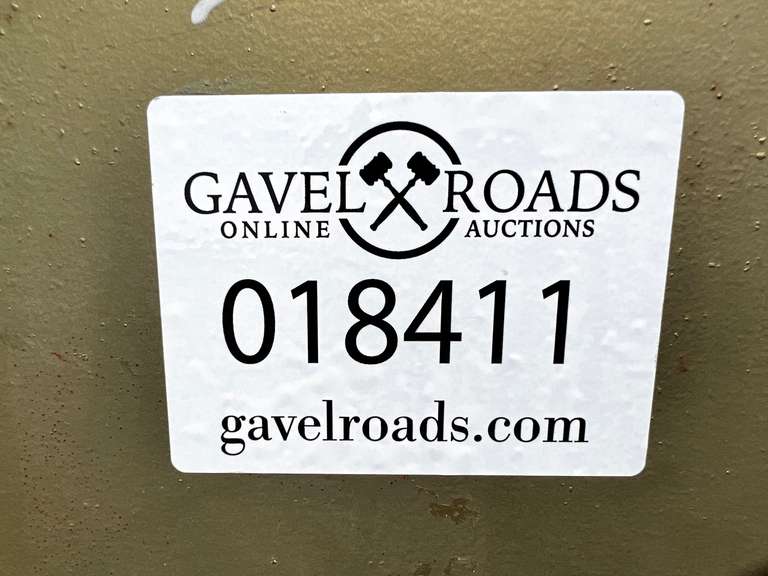 GAVEL ROADS
ONLINE AUCTIONS
018411
gavelroads.com